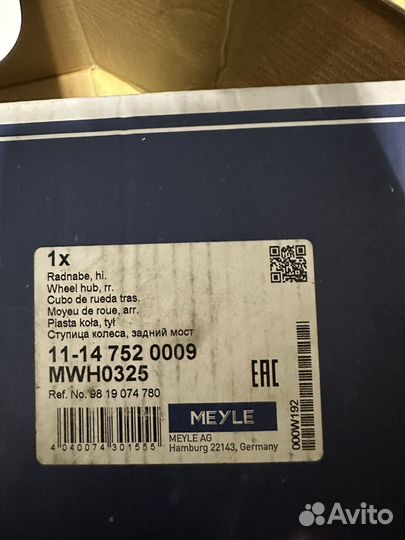 1x
Radnabe, hi.
Wheel hub, rr.
Cubo de rueda tras.
Moyeu de roue, arr.
Piasta koła, tył
Ступица колеса, задний мост
11-14 752 0009
MWH0325
Ref. No. 98 19 074 780
EAC
MEYLE
MEYLE AG
Hamburg 22143, Germany
4 040074 301555
000W192
Avito